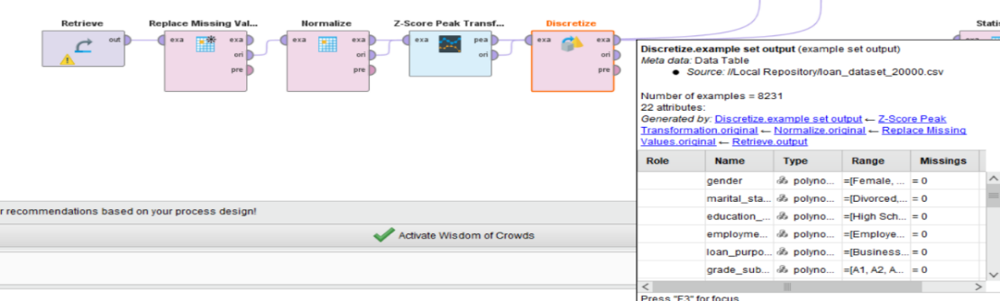 Retrieve
Replace Missing Val...
Normalize
Z-Score Peak Transf...
Discretize
Statis
out
exa
exa
ori
pre
exa
exa
ori
pre
exa
pea
ori
exa
exa
ori
pre
exa
Discretize.example set output (example set output)
Meta data: Data Table
Source: //Local Repository/loan_dataset_20000.csv
Number of examples = 8231
22 attributes:
Generated by: Discretize.example set output ← Z-Score Peak
Transformation.original ← Normalize.original ← Replace Missing
Values.original ← Retrieve.output
Role Name Type Range Missings
gender polyno... =[Female, ... = 0
marital_sta... polyno... =[Divorced,... = 0
education_... polyno... =[High Sch... = 0
employme... polyno... =[Employe... = 0
loan_purpo... polyno... =[Business... = 0
grade_sub... polyno... =[A1, A2, A... = 0
Press "F3" for focus.
r recommendations based on your process design!
Activate Wisdom of Crowds